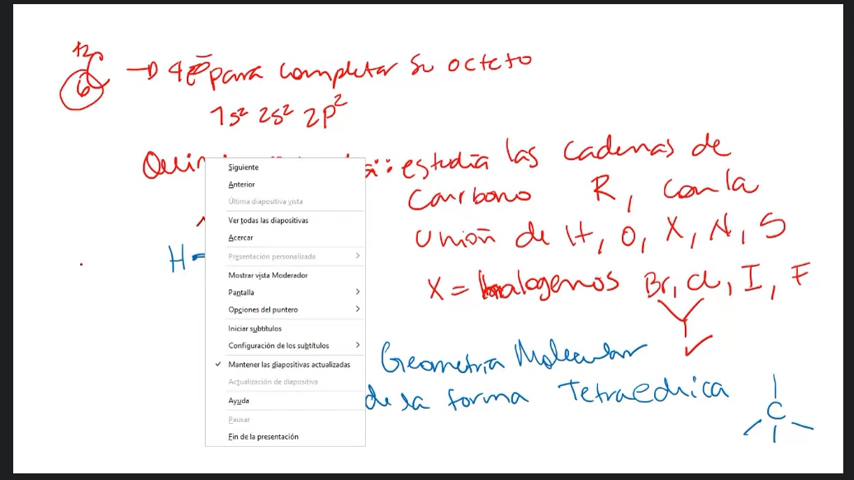 12
C
6
→ 4e⁻ para completar su octeto
1s² 2s² 2p²
estudia las cadenas de
Carbono R, con la
unión de H, O, X, N, S
X = halogenos Br, Cl, I, F
H
Geometria Molecular
de la forma Tetraedrica
C
Siguiente
Anterior
Última diapositiva vista
Ver todas las diapositivas
Acercar
Presentación personalizada
Mostrar vista Moderador
Pantalla
Opciones del puntero
Iniciar subtítulos
Configuración de los subtítulos
Mantener las diapositivas actualizadas
Actualización de diapositiva
Ayuda
Pausar
Fin de la presentación